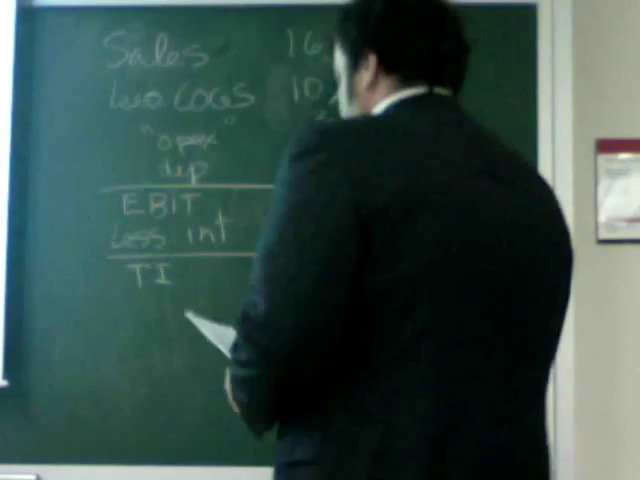 Sales 16
less COGS 10
"opex"
dep
EBIT
Less int
TI